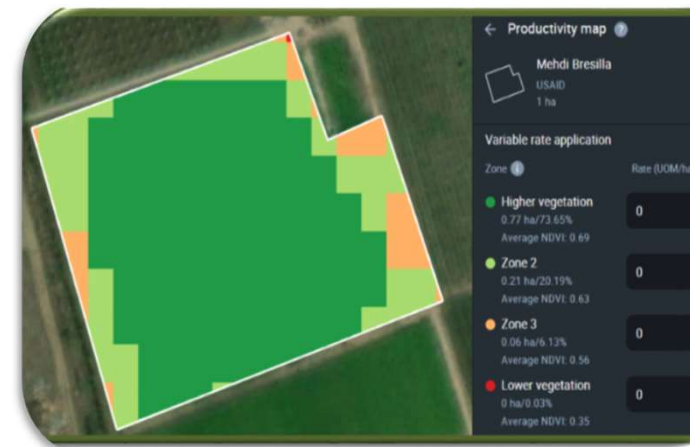 ← Productivity map ?
Mehdi Bresilla
USAID
1 ha
Variable rate application
Zone i Rate (UOM/ha
Higher vegetation 0
0.77 ha/73.65%
Average NDVI: 0.69
Zone 2 0
0.21 ha/20.19%
Average NDVI: 0.63
Zone 3 0
0.06 ha/6.13%
Average NDVI: 0.56
Lower vegetation 0
0 ha/0.03%
Average NDVI: 0.35